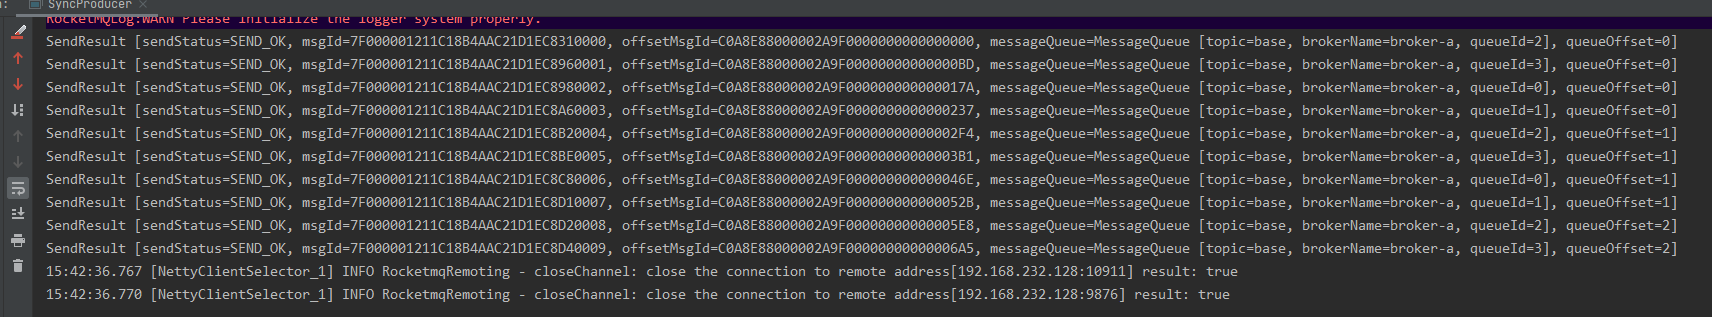 SyncProducer
RocketMQLog:WARN Please initialize the logger system properly.
SendResult [sendStatus=SEND_OK, msgId=7F000001211C18B4AAC21D1EC8310000, offsetMsgId=C0A8E88000002A9F0000000000000000, messageQueue=MessageQueue [topic=base, brokerName=broker-a, queueId=2], queueOffset=0]
SendResult [sendStatus=SEND_OK, msgId=7F000001211C18B4AAC21D1EC8960001, offsetMsgId=C0A8E88000002A9F00000000000000BD, messageQueue=MessageQueue [topic=base, brokerName=broker-a, queueId=3], queueOffset=0]
SendResult [sendStatus=SEND_OK, msgId=7F000001211C18B4AAC21D1EC8980002, offsetMsgId=C0A8E88000002A9F000000000000017A, messageQueue=MessageQueue [topic=base, brokerName=broker-a, queueId=0], queueOffset=0]
SendResult [sendStatus=SEND_OK, msgId=7F000001211C18B4AAC21D1EC8A60003, offsetMsgId=C0A8E88000002A9F0000000000000237, messageQueue=MessageQueue [topic=base, brokerName=broker-a, queueId=1], queueOffset=0]
SendResult [sendStatus=SEND_OK, msgId=7F000001211C18B4AAC21D1EC8B20004, offsetMsgId=C0A8E88000002A9F00000000000002F4, messageQueue=MessageQueue [topic=base, brokerName=broker-a, queueId=2], queueOffset=1]
SendResult [sendStatus=SEND_OK, msgId=7F000001211C18B4AAC21D1EC8BE0005, offsetMsgId=C0A8E88000002A9F00000000000003B1, messageQueue=MessageQueue [topic=base, brokerName=broker-a, queueId=3], queueOffset=1]
SendResult [sendStatus=SEND_OK, msgId=7F000001211C18B4AAC21D1EC8C80006, offsetMsgId=C0A8E88000002A9F000000000000046E, messageQueue=MessageQueue [topic=base, brokerName=broker-a, queueId=0], queueOffset=1]
SendResult [sendStatus=SEND_OK, msgId=7F000001211C18B4AAC21D1EC8D10007, offsetMsgId=C0A8E88000002A9F000000000000052B, messageQueue=MessageQueue [topic=base, brokerName=broker-a, queueId=1], queueOffset=1]
SendResult [sendStatus=SEND_OK, msgId=7F000001211C18B4AAC21D1EC8D20008, offsetMsgId=C0A8E88000002A9F00000000000005E8, messageQueue=MessageQueue [topic=base, brokerName=broker-a, queueId=2], queueOffset=2]
SendResult [sendStatus=SEND_OK, msgId=7F000001211C18B4AAC21D1EC8D40009, offsetMsgId=C0A8E88000002A9F00000000000006A5, messageQueue=MessageQueue [topic=base, brokerName=broker-a, queueId=3], queueOffset=2]
15:42:36.767 [NettyClientSelector_1] INFO RocketmqRemoting - closeChannel: close the connection to remote address[192.168.232.128:10911] result: true
15:42:36.770 [NettyClientSelector_1] INFO RocketmqRemoting - closeChannel: close the connection to remote address[192.168.232.128:9876] result: true